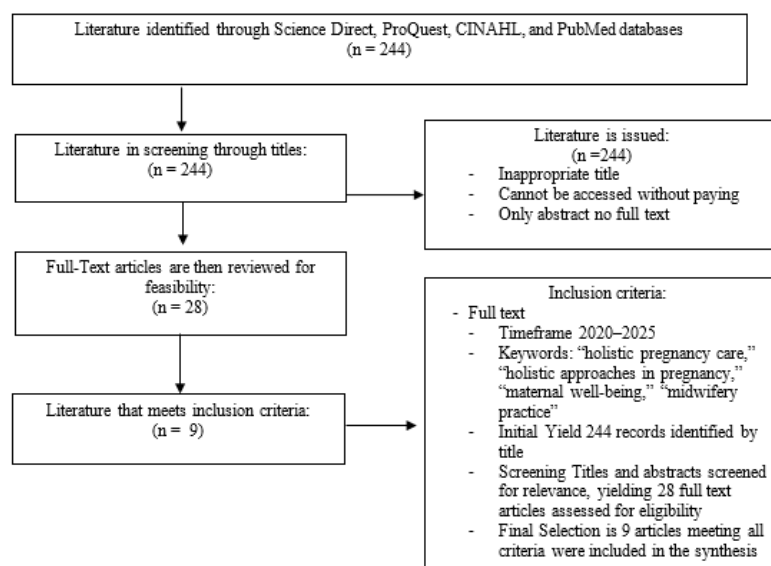 Literature identified through Science Direct, ProQuest, CINAHL, and PubMed databases
(n = 244)
Literature in screening through titles:
(n = 244)
Literature is issued:
(n =244)
- Inappropriate title
- Cannot be accessed without paying
- Only abstract no full text
Full-Text articles are then reviewed for
feasibility:
(n = 28)
Literature that meets inclusion criteria:
(n = 9)
Inclusion criteria:
- Full text
- Timeframe 2020–2025
- Keywords: “holistic pregnancy care,”
“holistic approaches in pregnancy,”
“maternal well-being,” “midwifery
practice”
- Initial Yield 244 records identified by
title
- Screening Titles and abstracts screened
for relevance, yielding 28 full text
articles assessed for eligibility
- Final Selection is 9 articles meeting all
criteria were included in the synthesis